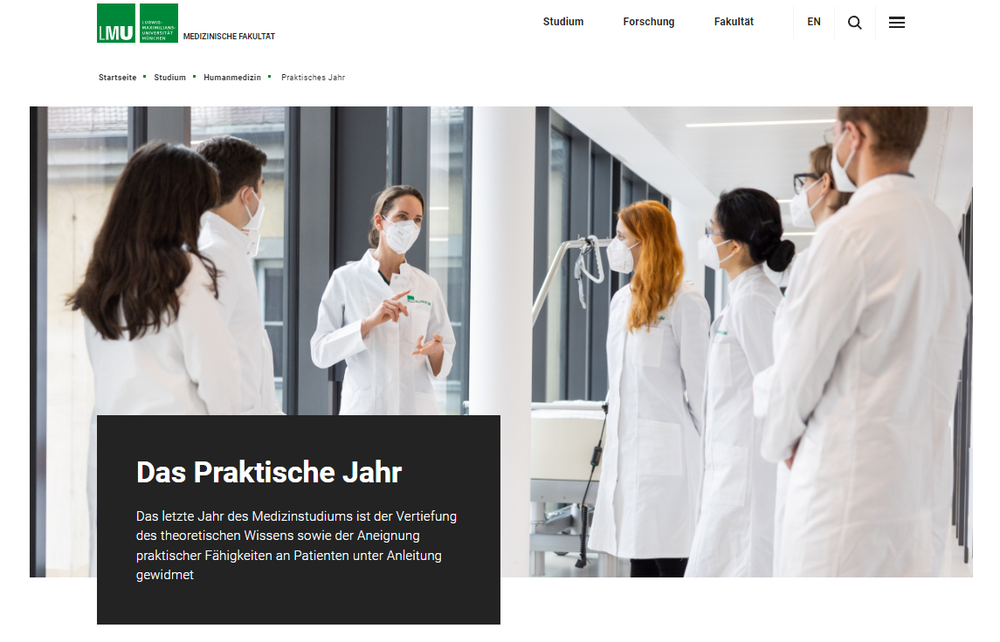 LMU
LUDWIG-
MAXIMILIANS-
UNIVERSITÄT
MÜNCHEN
MEDIZINISCHE FAKULTÄT
Studium
Forschung
Fakultät
EN
Startseite
Studium
Humanmedizin
Praktisches Jahr
Das Praktische Jahr
Das letzte Jahr des Medizinstudiums ist der Vertiefung
des theoretischen Wissens sowie der Aneignung
praktischer Fähigkeiten an Patienten unter Anleitung
gewidmet